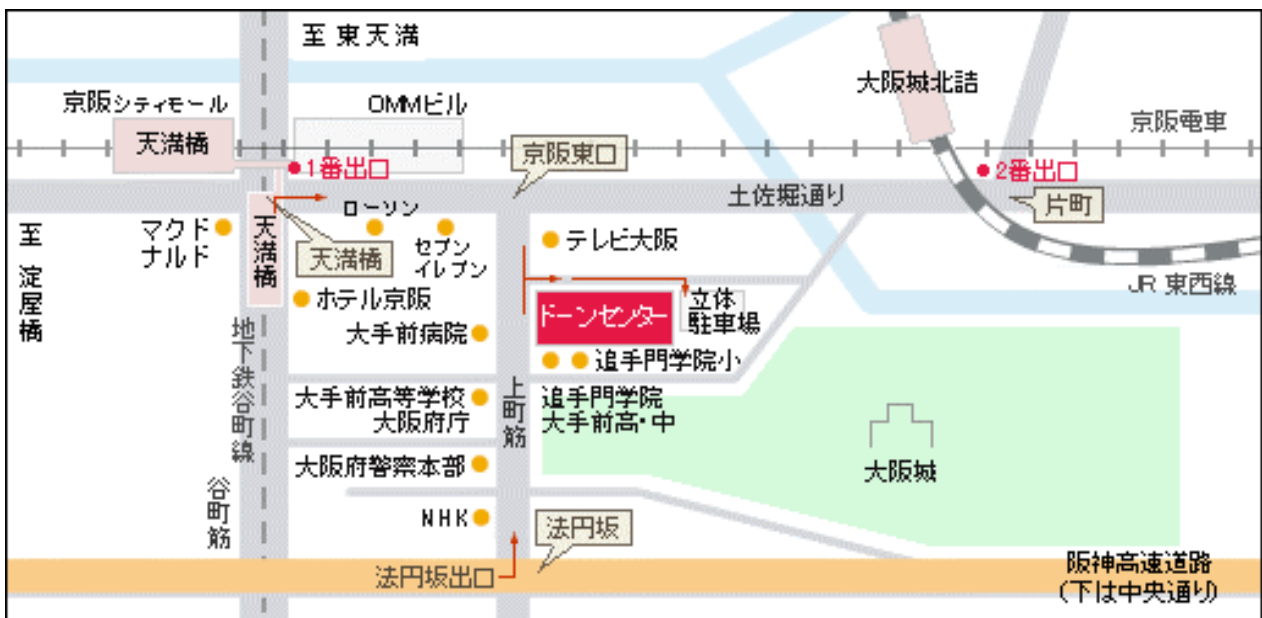 至 東天満
大阪城北詰
京阪シティモール
OMMビル
京阪電車
天満橋
京阪東口
1番出口
2番出口
土佐堀通り
片町
ローソン
至 淀屋橋
マクド
ナルド
天満橋
天満橋
セブン
イレブン
テレビ大阪
JR 東西線
ホテル京阪
ドーンセンター
立体
駐車場
大手前病院
追手門学院小
地下鉄谷町線
上町筋
大手前高等学校
大阪府庁
追手門学院
大手前高・中
大阪城
大阪府警察本部
谷町筋
NHK
法円坂
法円坂出口
阪神高速道路
(下は中央通り)